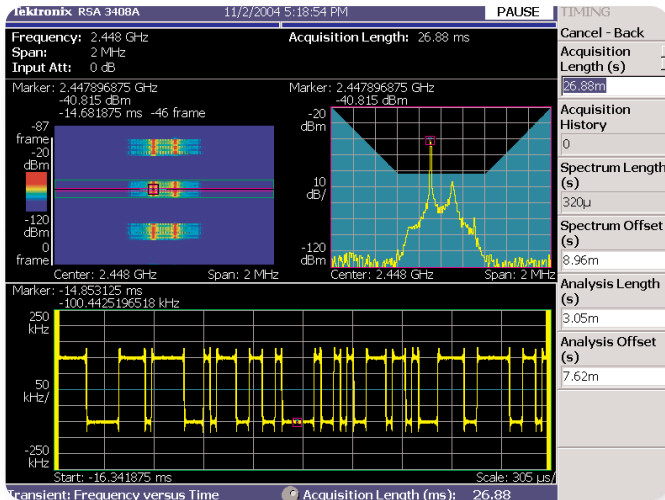 Tektronix RSA 3408A 11/2/2004 5:18:54 PM PAUSE TIMING
Frequency: 2.448 GHz Acquisition Length: 26.88 ms
Span: 2 MHz
Input Att: 0 dB
Cancel - Back
Acquisition Length (s)
26.88m
Acquisition History
0
Spectrum Length (s)
320µ
Spectrum Offset (s)
8.96m
Analysis Length (s)
3.05m
Analysis Offset (s)
7.62m
Marker: 2.447896875 GHz
-40.815 dBm
-14.681875 ms -46 frame
-87
frame
-20
dBm
-120
dBm
0
frame
Center: 2.448 GHz Span: 2 MHz
Marker: 2.447896875 GHz
-40.815 dBm
-20
dBm
10
dB/
-120
dBm
Center: 2.448 GHz Span: 2 MHz
Marker: -14.853125 ms
-100.4425196518 kHz
250
kHz
50
kHz/
-250
kHz
Start: -16.341875 ms Scale: 305 µs/
Transient: Frequency versus Time Acquisition Length (ms): 26.88